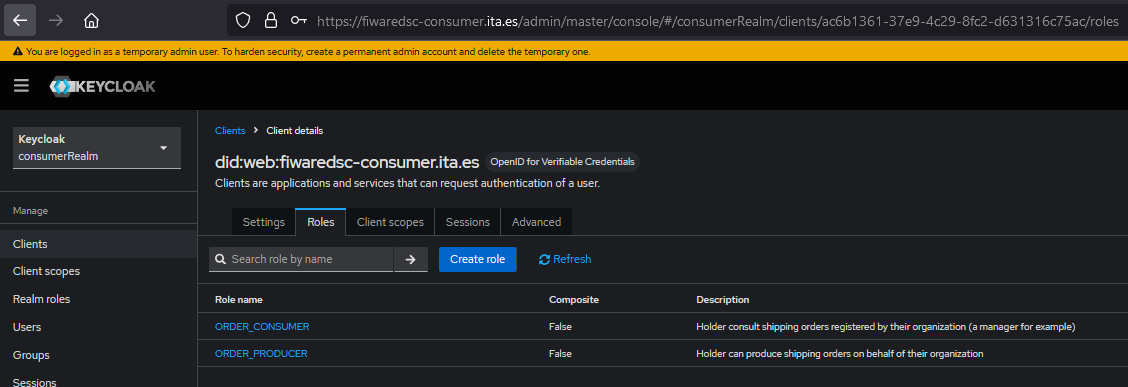 https://fiwaredsc-consumer.ita.es/admin/master/console/#/consumerRealm/clients/ac6b1361-37e9-4c29-8fc2-d631316c75ac/roles
You are logged in as a temporary admin user. To harden security, create a permanent admin account and delete the temporary one.
KEYCLOAK
Keycloak
consumerRealm
Manage
Clients
Client scopes
Realm roles
Users
Groups
Sessions
Clients > Client details
did:web:fiwaredsc-consumer.ita.es OpenID for Verifiable Credentials
Clients are applications and services that can request authentication of a user.
Settings Roles Client scopes Sessions Advanced
Search role by name Create role Refresh
Role name Composite Description
ORDER_CONSUMER False Holder consult shipping orders registered by their organization (a manager for example)
ORDER_PRODUCER False Holder can produce shipping orders on behalf of their organization